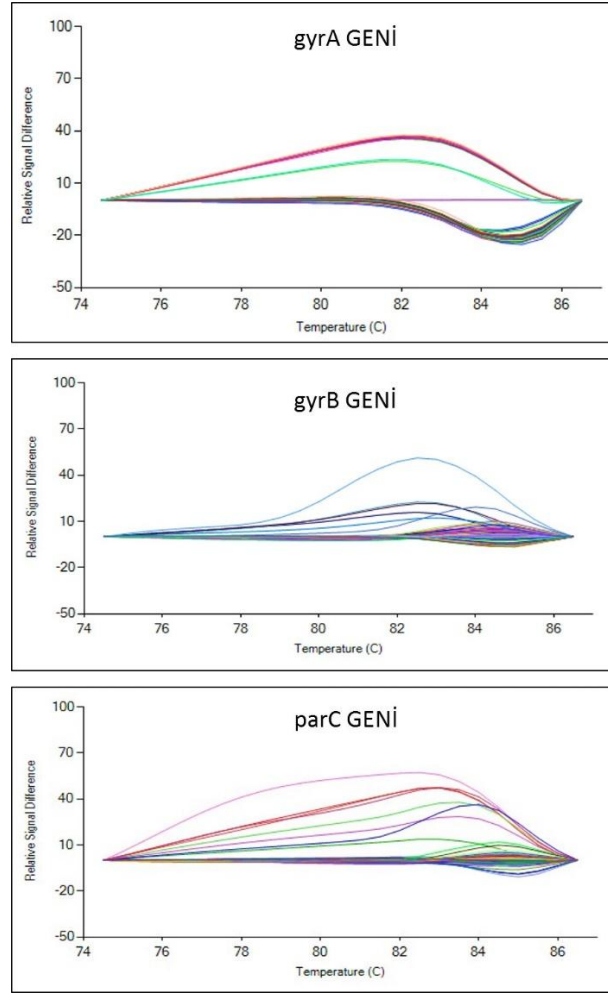 gyrA GENİ
Relative Signal Difference
100
70
40
10
-20
-50
74 76 78 80 82 84 86
Temperature (C)
gyrB GENİ
Relative Signal Difference
100
70
40
10
-20
-50
74 76 78 80 82 84 86
Temperature (C)
parC GENİ
Relative Signal Difference
100
70
40
10
-20
-50
74 76 78 80 82 84 86
Temperature (C)